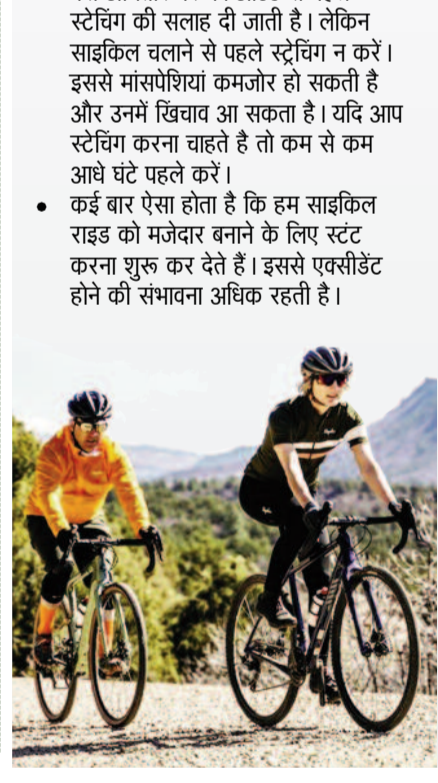 स्टेचिंग की सलाह दी जाती है। लेकिन
साइकिल चलाने से पहले स्ट्रेचिंग न करें।
इससे मांसपेशियां कमजोर हो सकती है
और उनमें खिंचाव आ सकता है। यदि आप
स्टेचिंग करना चाहते है तो कम से कम
आधे घंटे पहले करें।
• कई बार ऐसा होता है कि हम साइकिल
राइड को मजेदार बनाने के लिए स्टंट
करना शुरू कर देते हैं। इससे एक्सीडेंट
होने की संभावना अधिक रहती है।